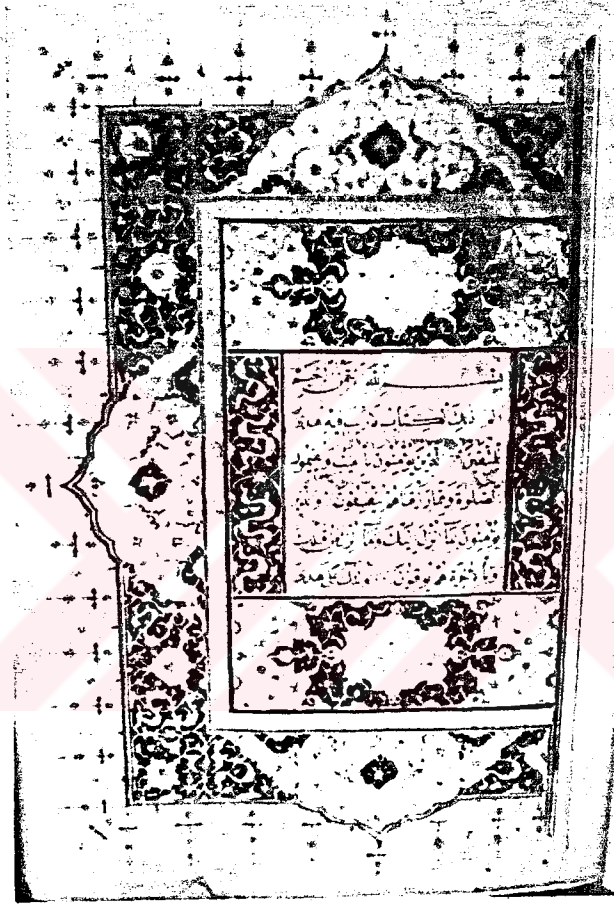 بسم الله الرحمن الرحيم
الم ذلك الكتاب لا ريب فيه هدى
للمتقين الذين يؤمنون بالغيب ويقيمون
الصلوة ومما رزقناهم ينفقون والذين
يؤمنون بما انزل اليك وما انزل من قبلك
وبالاخرة هم يوقنون اولئك على هدى